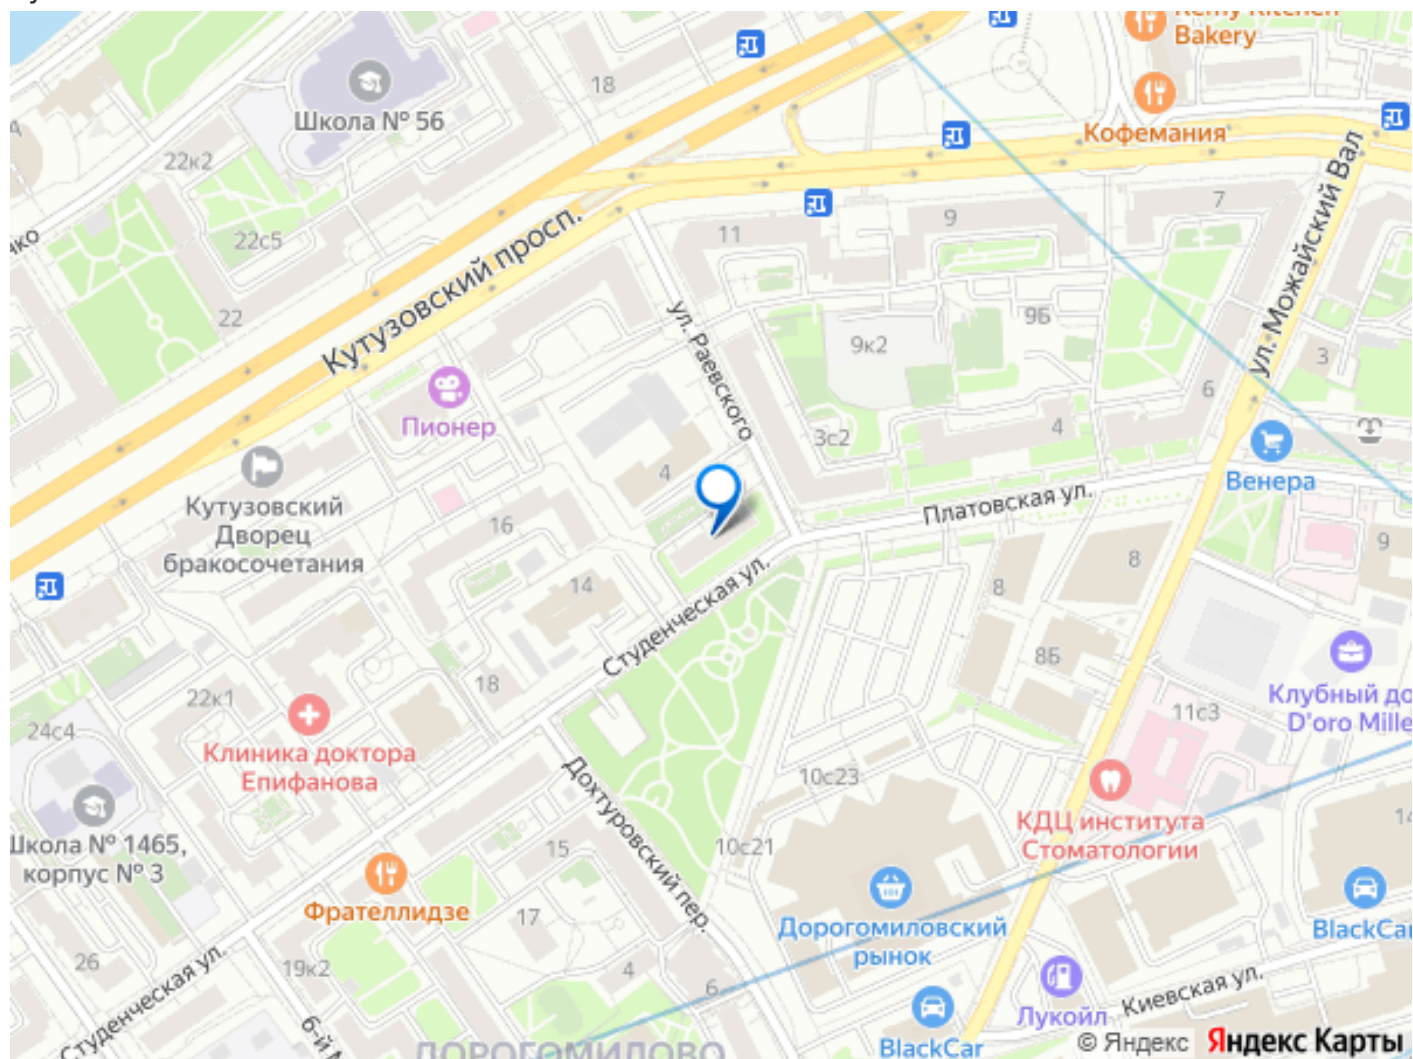 Bakery
18
Школа № 56
Кофемания
22к2
22с5
22
Кутузовский просп.
11
9
7
ул. Можайский Вал
ул. Раевского
9к2
9Б
3
6
Пионер
3с2
4
4
Венера
Кутузовский
Дворец
бракосочетания
16
Платовская ул.
14
8
8
9
Студенческая ул.
8Б
18
22к1
24с4
Клубный до
D'oro Mille
11с3
Клиника доктора
Епифанова
10с23
Дохтуровский пер.
КДЦ института
Стоматологии
14
Школа № 1465,
корпус № 3
15
10с21
Фрателлидзе
17
Дорогомиловский
рынок
BlackCar
26
Студенческая ул.
19к2
4
6
Лукойл
Киевская ул.
6-й
ДОРОГОМИЛОВО
BlackCar
© Яндекс Яндекс Карты